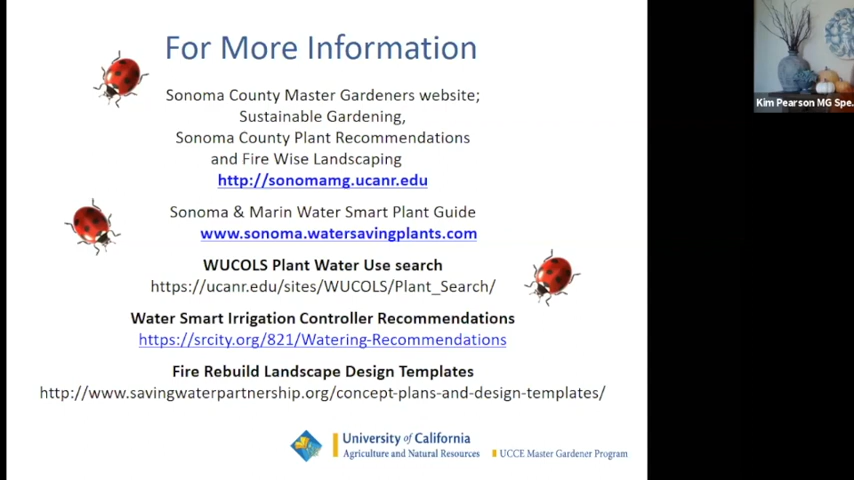 For More Information
Sonoma County Master Gardeners website;
Sustainable Gardening,
Sonoma County Plant Recommendations
and Fire Wise Landscaping
http://sonomamg.ucanr.edu
Sonoma & Marin Water Smart Plant Guide
www.sonoma.watersavingplants.com
WUCOLS Plant Water Use search
https://ucanr.edu/sites/WUCOLS/Plant_Search/
Water Smart Irrigation Controller Recommendations
https://srcity.org/821/Watering-Recommendations
Fire Rebuild Landscape Design Templates
http://www.savingwaterpartnership.org/concept-plans-and-design-templates/
University of California
Agriculture and Natural Resources
UCCE Master Gardener Program
Kim Pearson MG Spe...